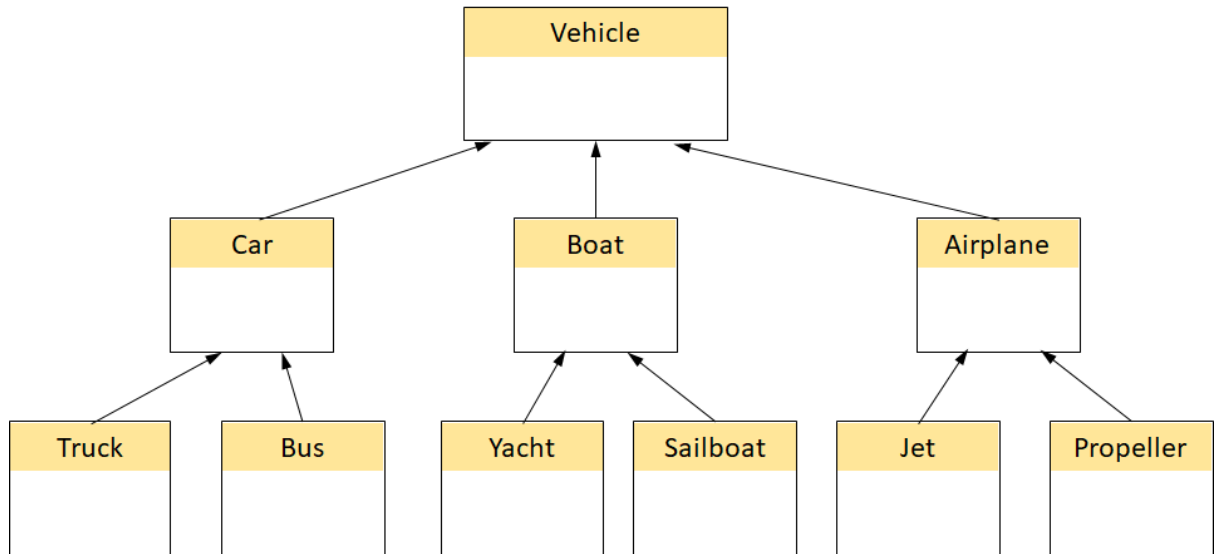 Vehicle
Car
Boat
Airplane
Truck
Bus
Yacht
Sailboat
Jet
Propeller